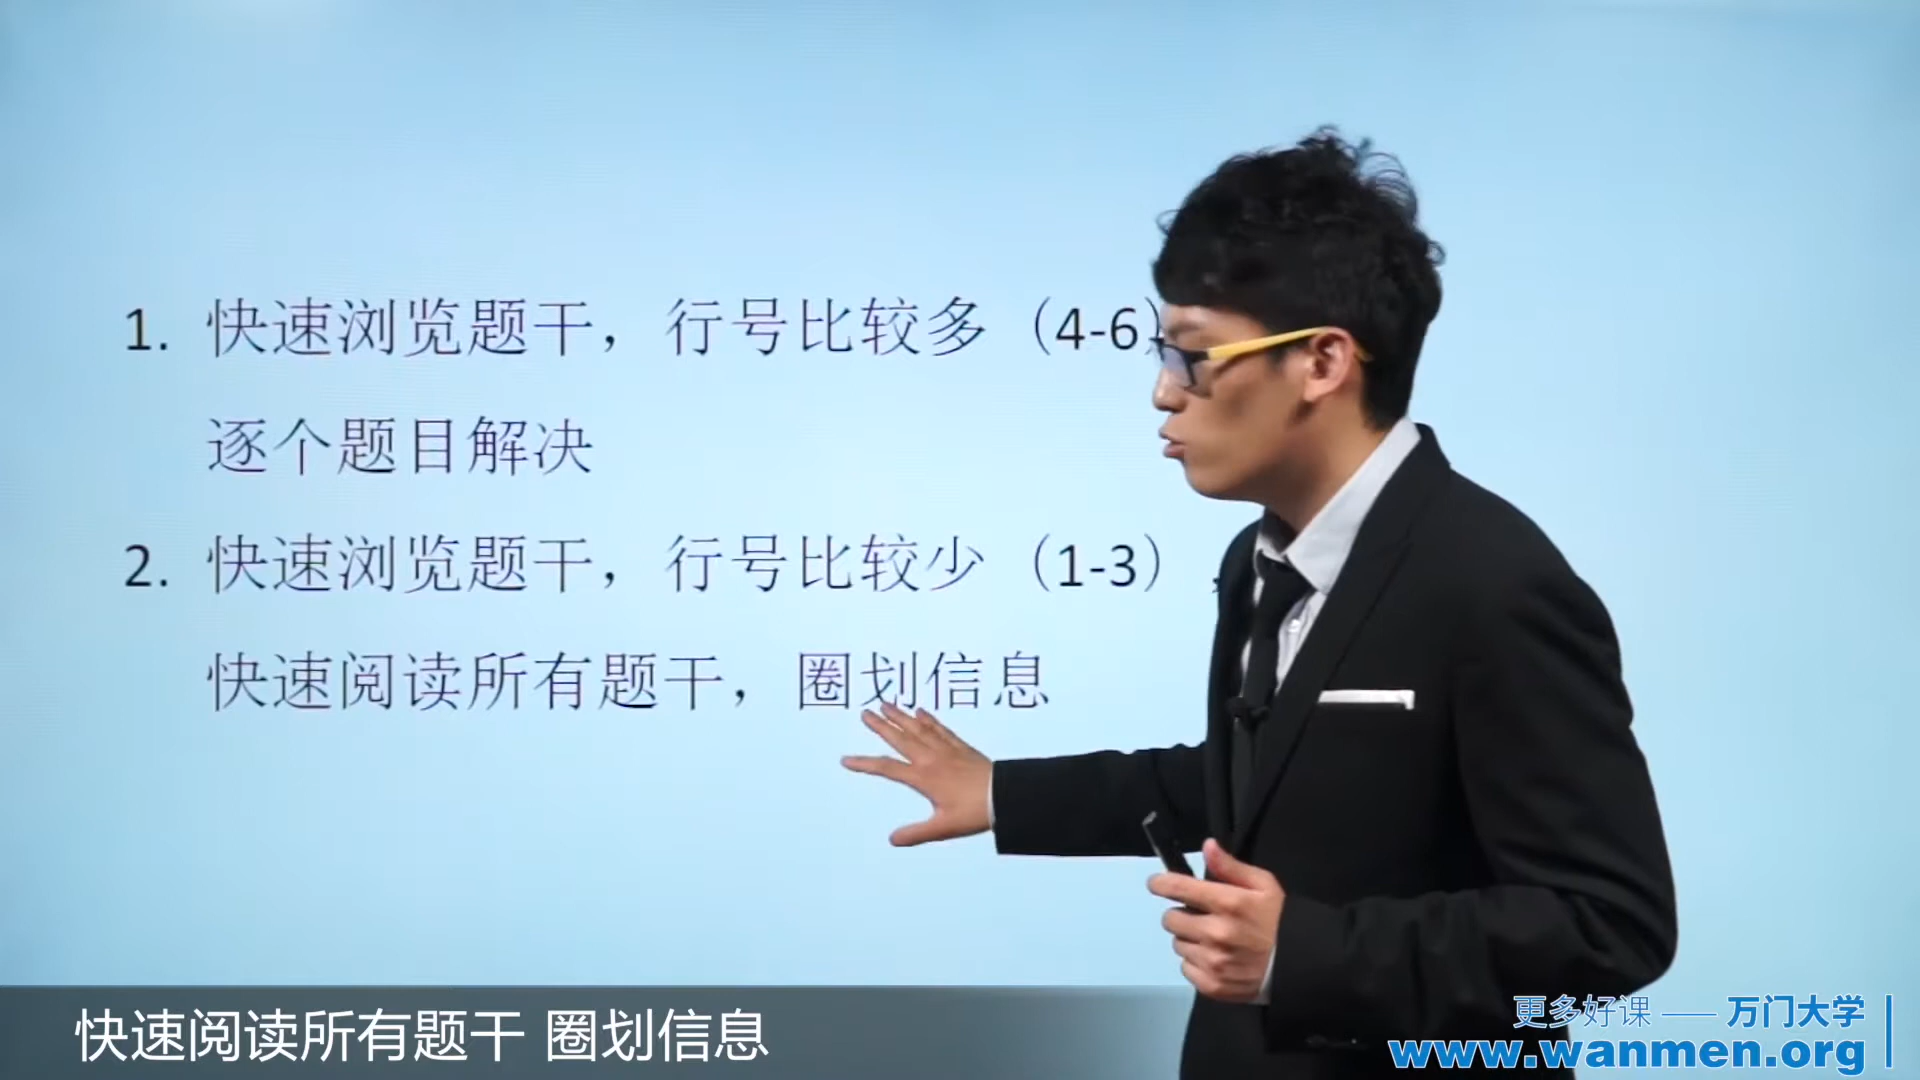 1. 快速浏览题干，行号比较多（4-6）
逐个题目解决
2. 快速浏览题干，行号比较少（1-3），
快速阅读所有题干，圈划信息
快速阅读所有题干 圈划信息
更多好课 —— 万门大学
www.wanmen.org